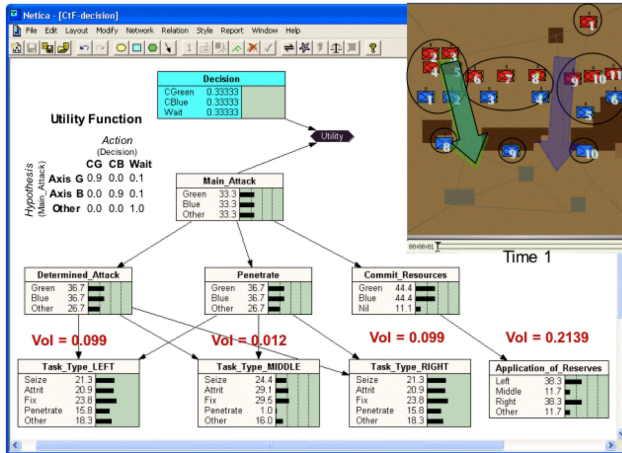 Netica - [CtF-decision]
File Edit Layout Modify Network Relation Style Report Window Help
Decision
CGreen 0.33333
CBlue 0.33333
Wait 0.33333
Utility
Utility Function
Action
(Decision)
CG CB Wait
Hypothesis
(Main_Attack)
Axis G 0.9 0.0 0.1
Axis B 0.0 0.9 0.1
Other 0.0 0.0 1.0
Main_Attack
Green 33.3
Blue 33.3
Other 33.3
Time 1
Determined_Attack
Green 36.7
Blue 36.7
Other 26.7
Penetrate
Green 36.7
Blue 36.7
Other 26.7
Commit_Resources
Green 44.4
Blue 44.4
Nil 11.1
Vol = 0.099
Vol = 0.012
Vol = 0.099
Vol = 0.2139
Task_Type_LEFT
Seize 21.3
Attrit 20.9
Fix 23.8
Penetrate 15.8
Other 18.3
Task_Type_MIDDLE
Seize 24.4
Attrit 29.1
Fix 29.5
Penetrate 1.0
Other 16.0
Task_Type_RIGHT
Seize 21.3
Attrit 20.9
Fix 23.8
Penetrate 15.8
Other 18.3
Application_of_Reserves
Left 38.3
Middle 11.7
Right 38.3
Other 11.7